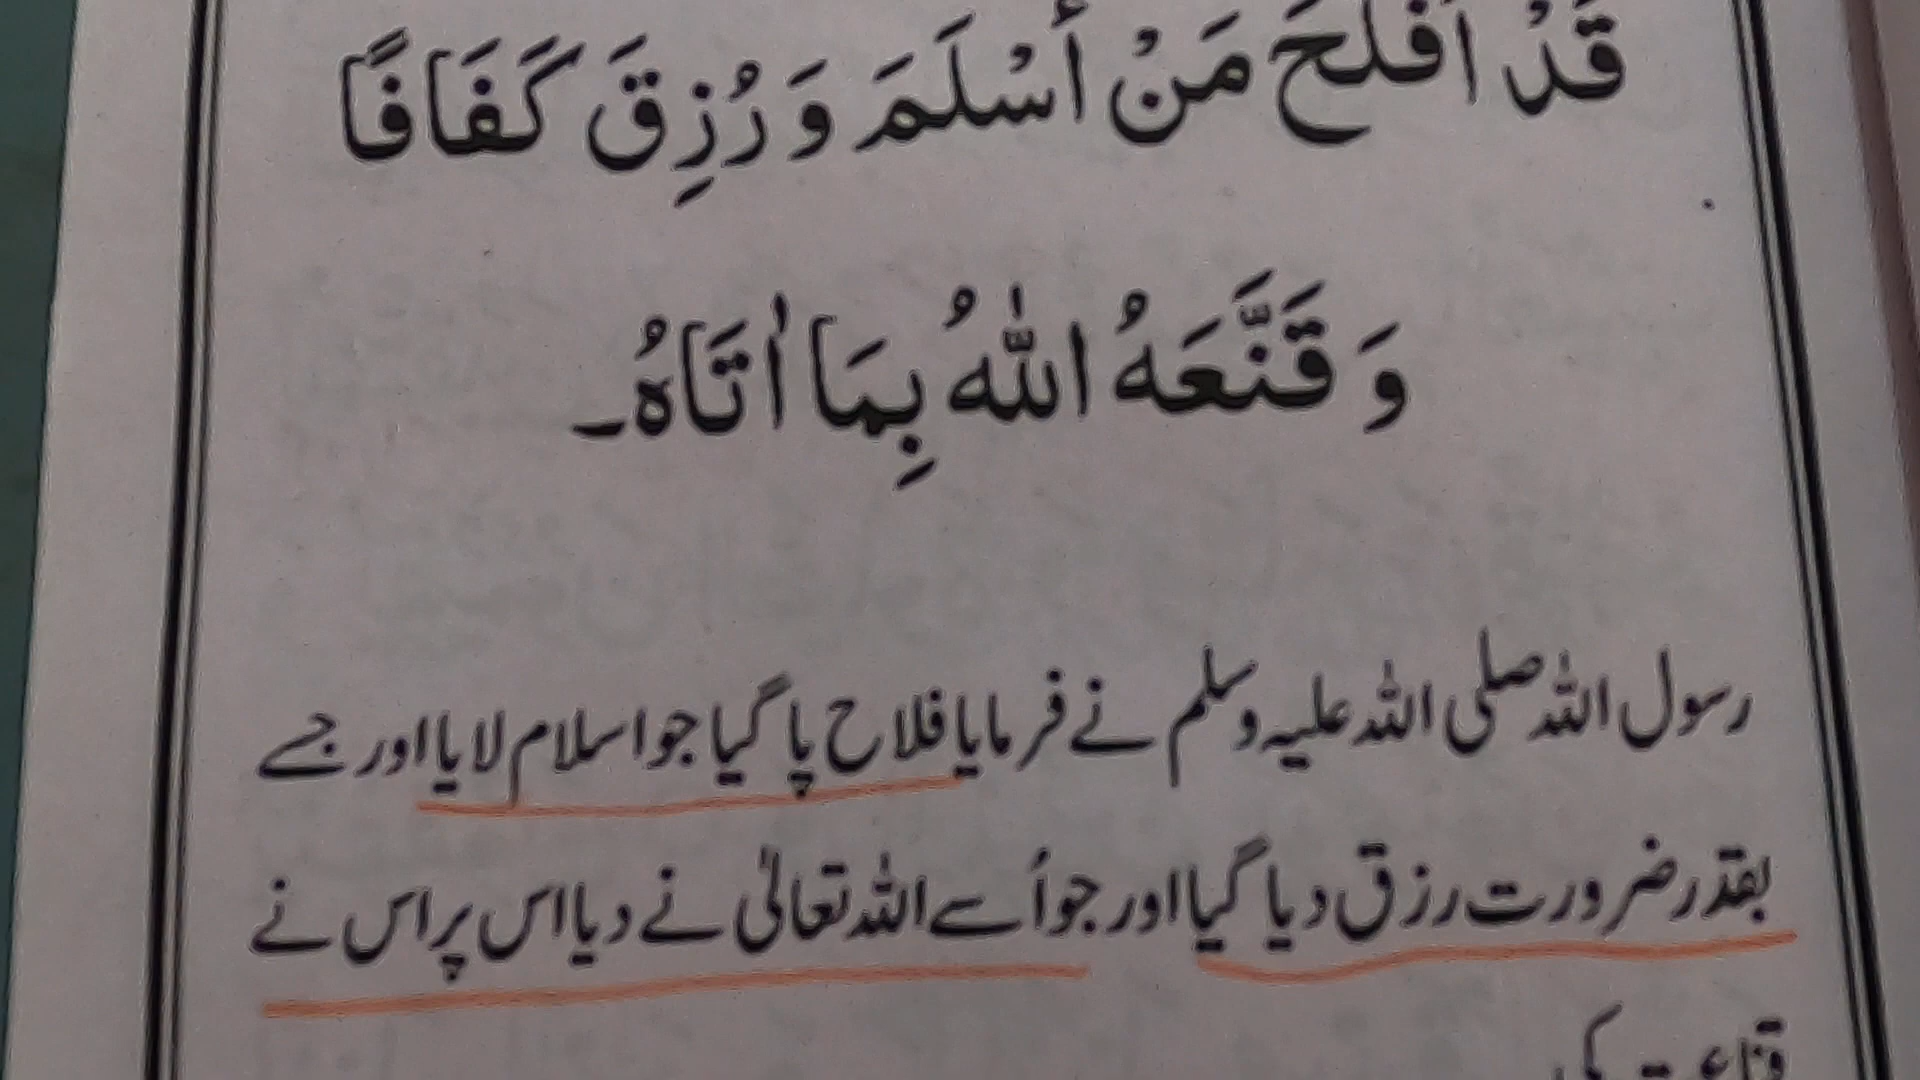 قَدْ أَفْلَحَ مَنْ أَسْلَمَ وَ رُزِقَ كَفَافًا
وَ قَنَّعَهُ اللّٰهُ بِمَا اٰتَاهُ۔
رسول اللہ صلی اللہ علیہ وسلم نے فرمایا فلاح پا گیا جو اسلام لایا اور جسے
بقدر ضرورت رزق دیا گیا اور جو اُسے اللہ تعالیٰ نے دیا اس پر اس نے